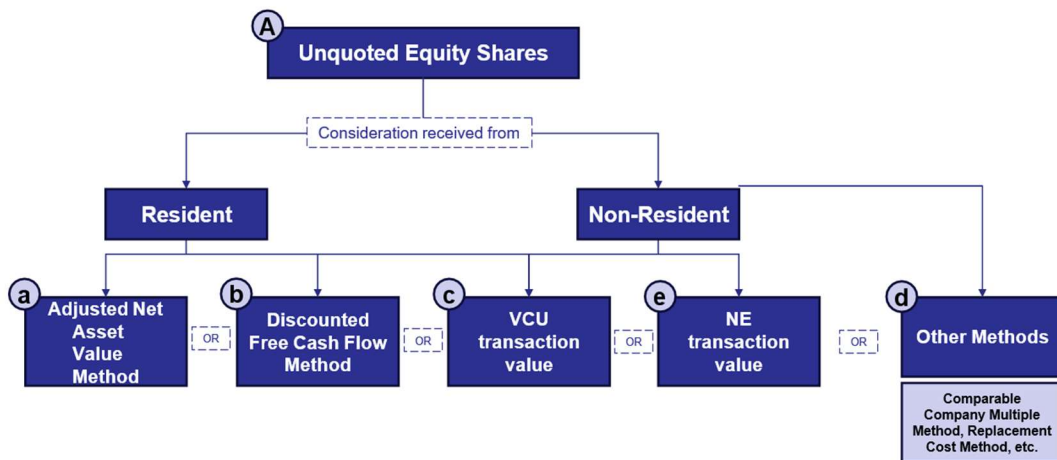 A
Unquoted Equity Shares
Consideration received from
Resident
Non-Resident
a
Adjusted Net
Asset
Value
Method
OR
b
Discounted
Free Cash Flow
Method
OR
c
VCU
transaction
value
OR
e
NE
transaction
value
OR
d
Other Methods
Comparable
Company Multiple
Method, Replacement
Cost Method, etc.